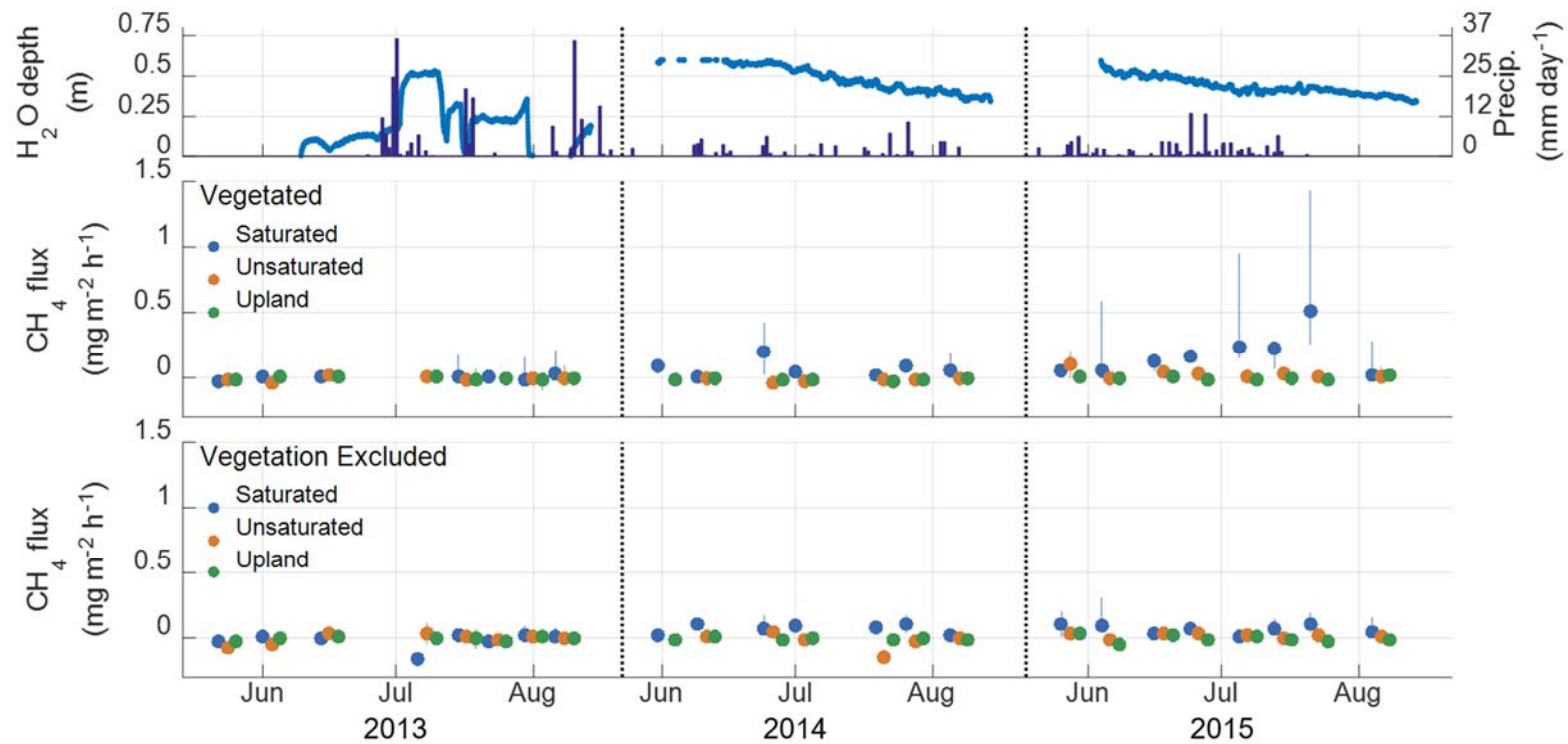 H2O depth
(m)
0.75
0.5
0.25
0
37
25
12
0
Precip.
(mm day-1)
CH4 flux
(mg m-2 h-1)
1.5
1
0.5
0
Vegetated
Saturated
Unsaturated
Upland
CH4 flux
(mg m-2 h-1)
1.5
1
0.5
0
Vegetation Excluded
Saturated
Unsaturated
Upland
Jun Jul Aug Jun Jul Aug Jun Jul Aug
2013 2014 2015